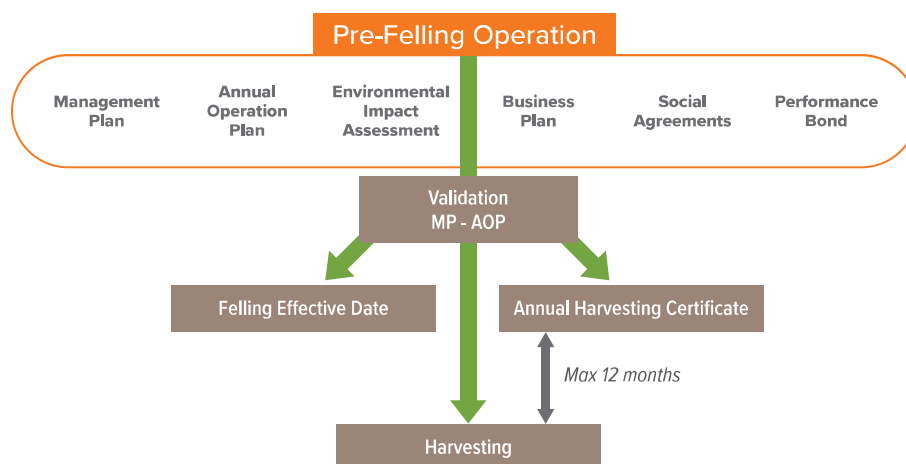 Pre-Felling Operation
Management
Plan
Annual
Operation
Plan
Environmental
Impact
Assessment
Business
Plan
Social
Agreements
Performance
Bond
Validation
MP - AOP
Felling Effective Date
Annual Harvesting Certificate
Max 12 months
Harvesting